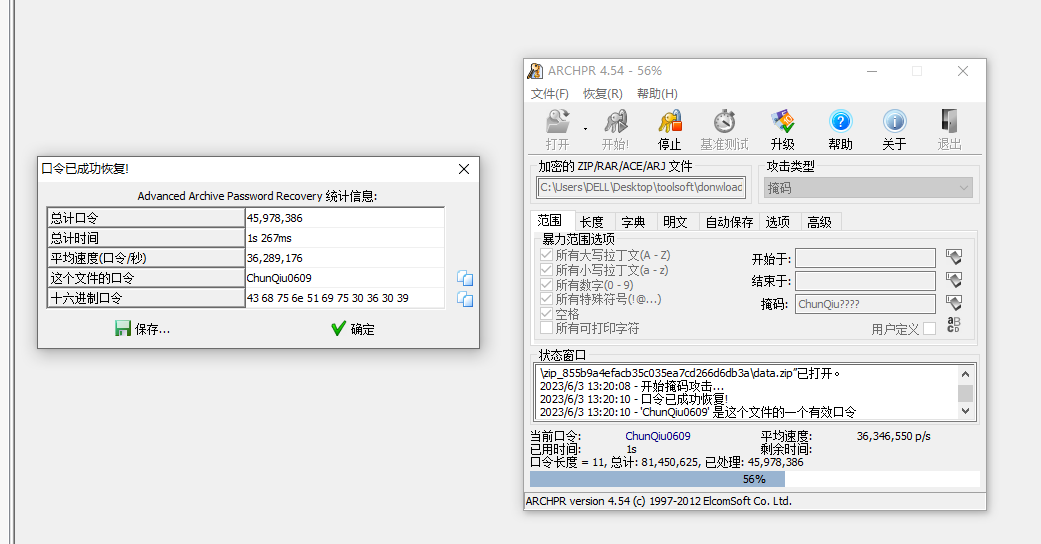 口令已成功恢复!
Advanced Archive Password Recovery 统计信息:
总计口令 45,978,386
总计时间 1s 267ms
平均速度(口令/秒) 36,289,176
这个文件的口令 ChunQiu0609
十六进制口令 43 68 75 6e 51 69 75 30 36 30 39
保存... 确定
ARCHPR 4.54 - 56%
文件(F) 恢复(R) 帮助(H)
打开 开始! 停止 基准测试 升级 帮助 关于 退出
加密的 ZIP/RAR/ACE/ARJ 文件 攻击类型
C:\Users\DELL\Desktop\toolsoft\donwload 掩码
范围 长度 字典 明文 自动保存 选项 高级
暴力范围选项
所有大写拉丁文(A - Z) 开始于:
所有小写拉丁文(a - z)
所有数字(0 - 9) 结束于:
所有特殊符号(!@...) 掩码: ChunQiu????
空格
所有可打印字符 用户定义
状态窗口
\zip_855b9a4efacb35c035ea7cd266d6db3a\data.zip"已打开。
2023/6/3 13:20:08 - 开始掩码攻击...
2023/6/3 13:20:10 - 口令已成功恢复!
2023/6/3 13:20:10 - 'ChunQiu0609' 是这个文件的一个有效口令
当前口令: ChunQiu0609 平均速度: 36,346,550 p/s
已用时间: 1s 剩余时间:
口令长度 = 11, 总计: 81,450,625, 已处理: 45,978,386
56%
ARCHPR version 4.54 (c) 1997-2012 ElcomSoft Co. Ltd.